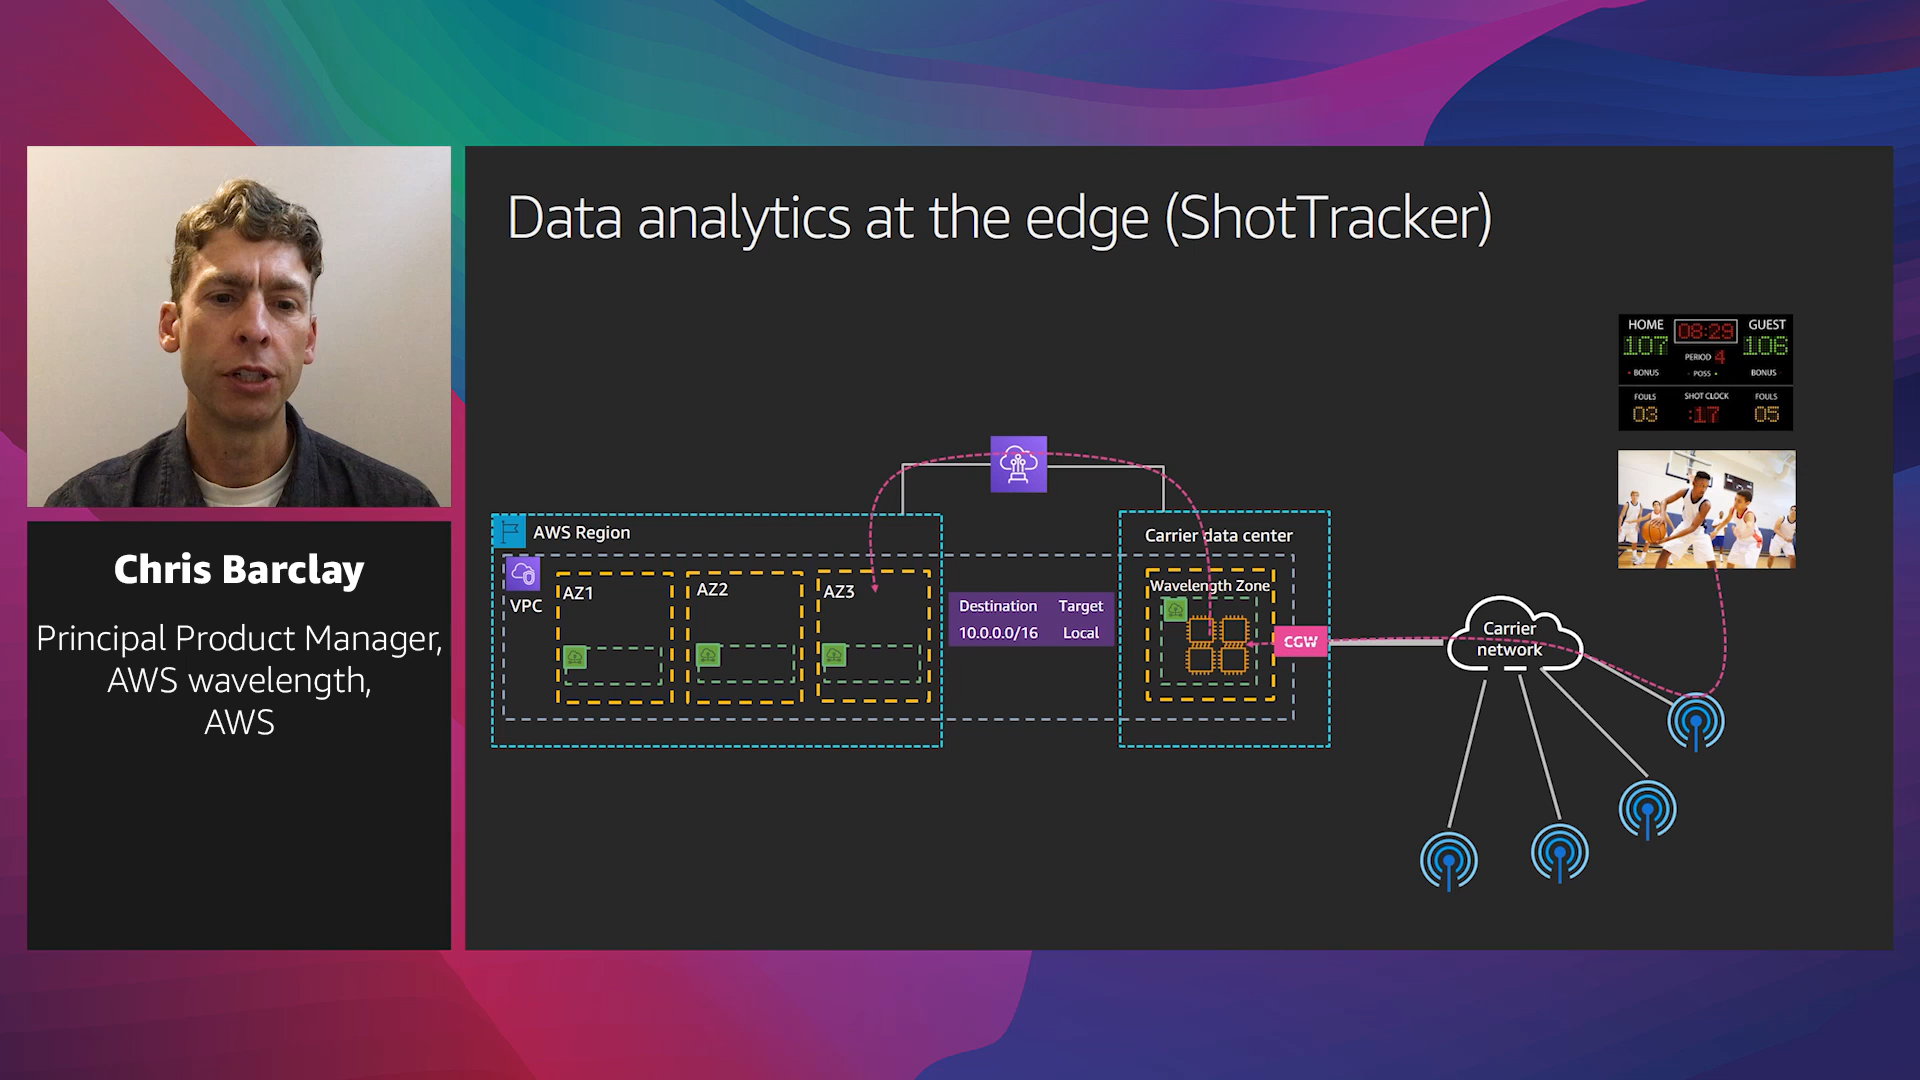 Data analytics at the edge (ShotTracker)
Chris Barclay
Principal Product Manager,
AWS wavelength,
AWS
HOME 08:29 GUEST
107 PERIOD 4 106
BONUS POSS BONUS
FOULS SHOT CLOCK FOULS
03 :17 05
AWS Region
VPC
AZ1
AZ2
AZ3
Destination Target
10.0.0.0/16 Local
Carrier data center
Wavelength Zone
CGW
Carrier
network